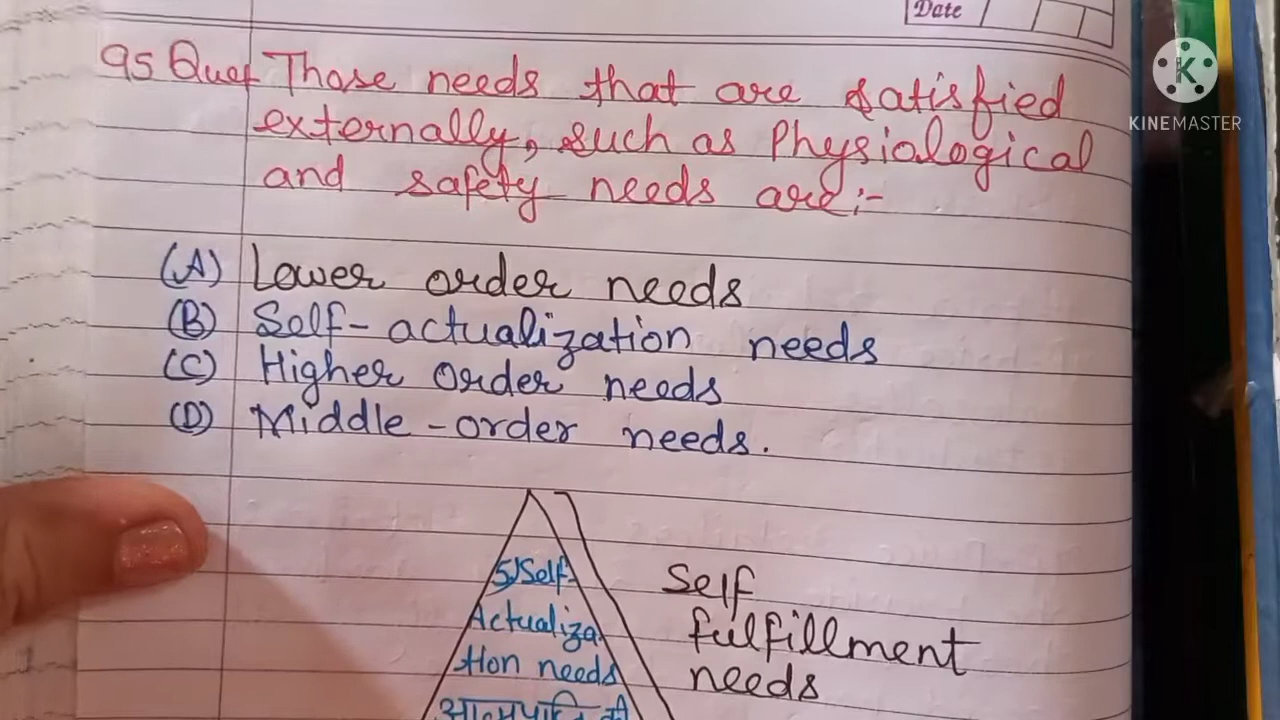 Date
K
KINEMASTER
95 Ques Those needs that are satisfied
externally, such as Physiological
and safety needs are:-
(A) Lower order needs
(B) Self-actualization needs
(C) Higher order needs
(D) Middle-order needs.
5) Self-
Actualiza
tion needs
Self
fulfillment
needs